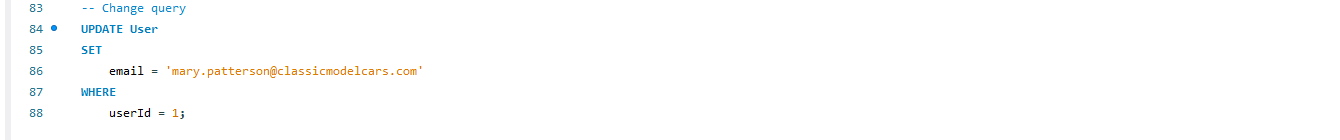 83 -- Change query
84 UPDATE User
85 SET
86 email = 'mary.patterson@classicmodelcars.com'
87 WHERE
88 userId = 1;